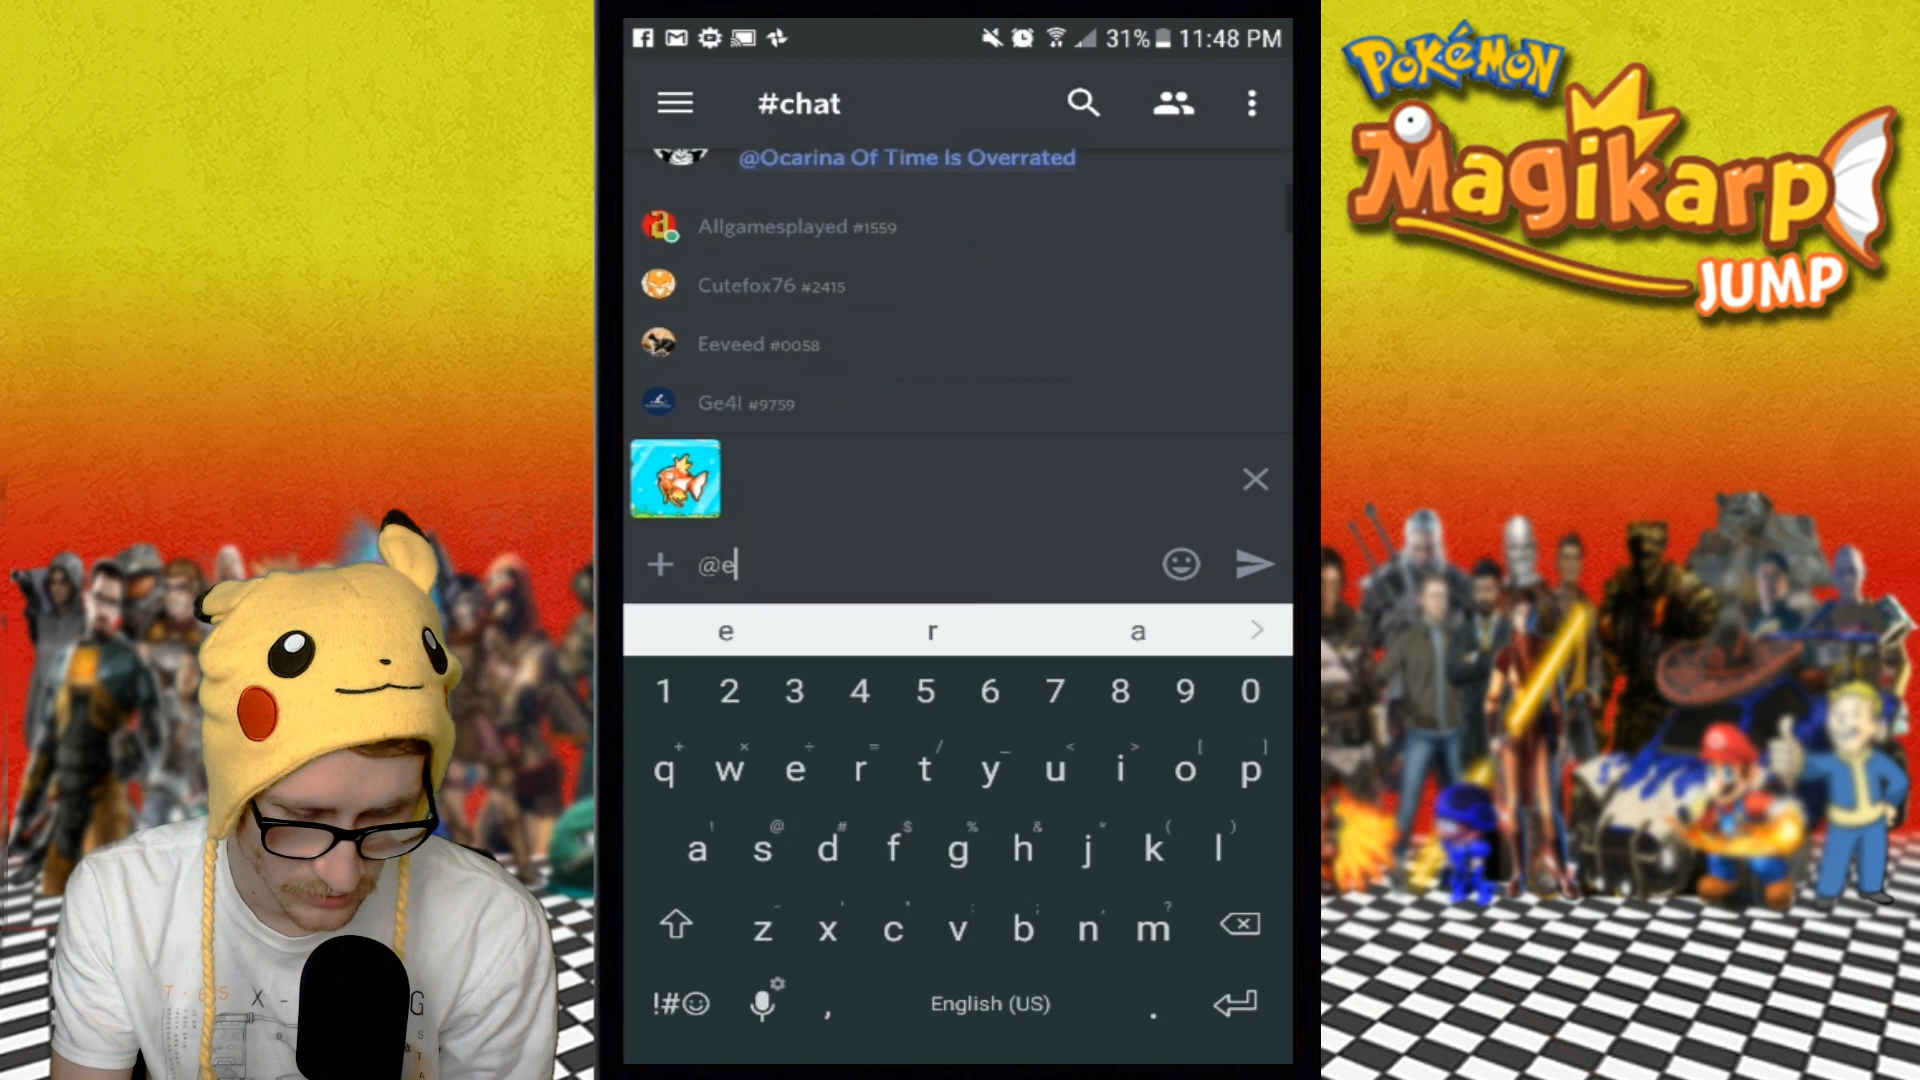 31% 11:48 PM
#chat
@Ocarina Of Time Is Overrated
Allgamesplayed #1559
Cutefox76 #2415
Eeveed #0058
Ge4l #9759
@e
e r a
1 2 3 4 5 6 7 8 9 0
q w e r t y u i o p
a s d f g h j k l
z x c v b n m
!#☺ , English (US) .
POKéMON
Magikarp
JUMP
X-
G